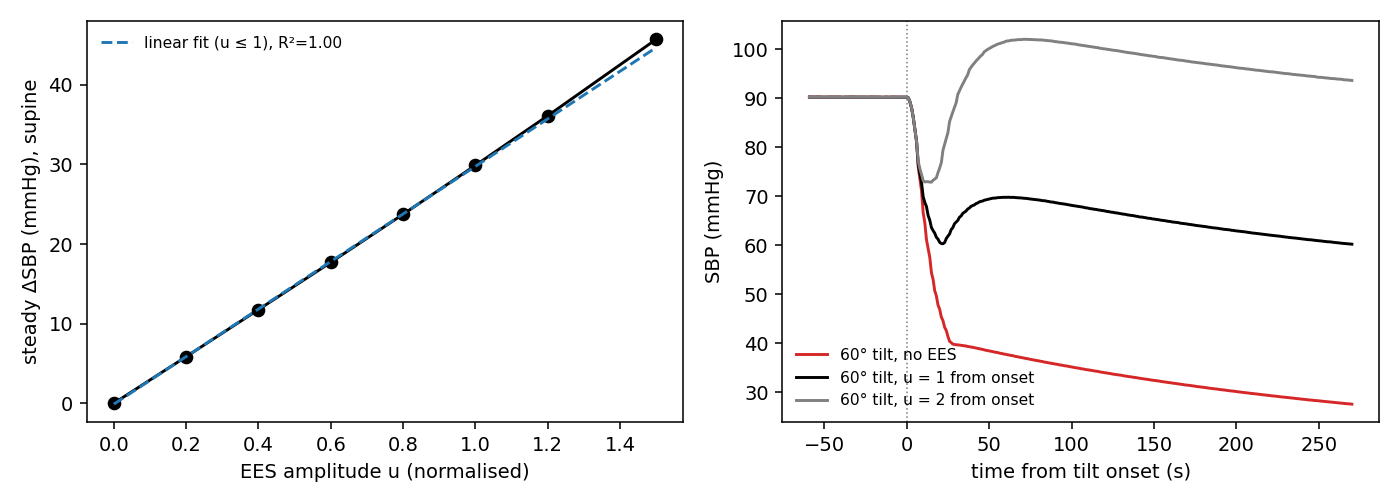 steady ΔSBP (mmHg), supine
40
30
20
10
0
linear fit (u ≤ 1), R²=1.00
0.0 0.2 0.4 0.6 0.8 1.0 1.2 1.4
EES amplitude u (normalised)
SBP (mmHg)
100
90
80
70
60
50
40
30
60° tilt, no EES
60° tilt, u = 1 from onset
60° tilt, u = 2 from onset
−50 0 50 100 150 200 250
time from tilt onset (s)